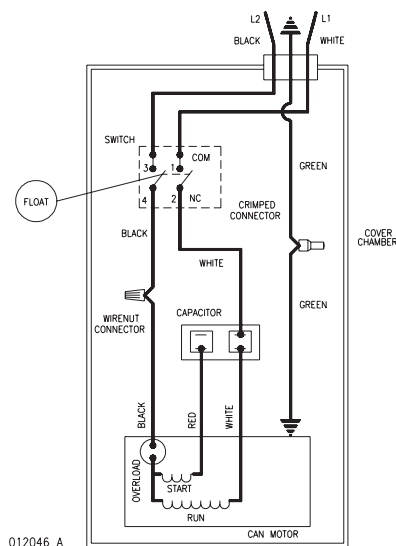 L2
L1
BLACK
WHITE
SWITCH
COM
3
1
FLOAT
4
2
NC
GREEN
CRIMPED
CONNECTOR
BLACK
COVER
CHAMBER
WHITE
WIRENUT
CONNECTOR
CAPACITOR
GREEN
BLACK
RED
WHITE
OVERLOAD
START
RUN
CAN MOTOR
012046 A